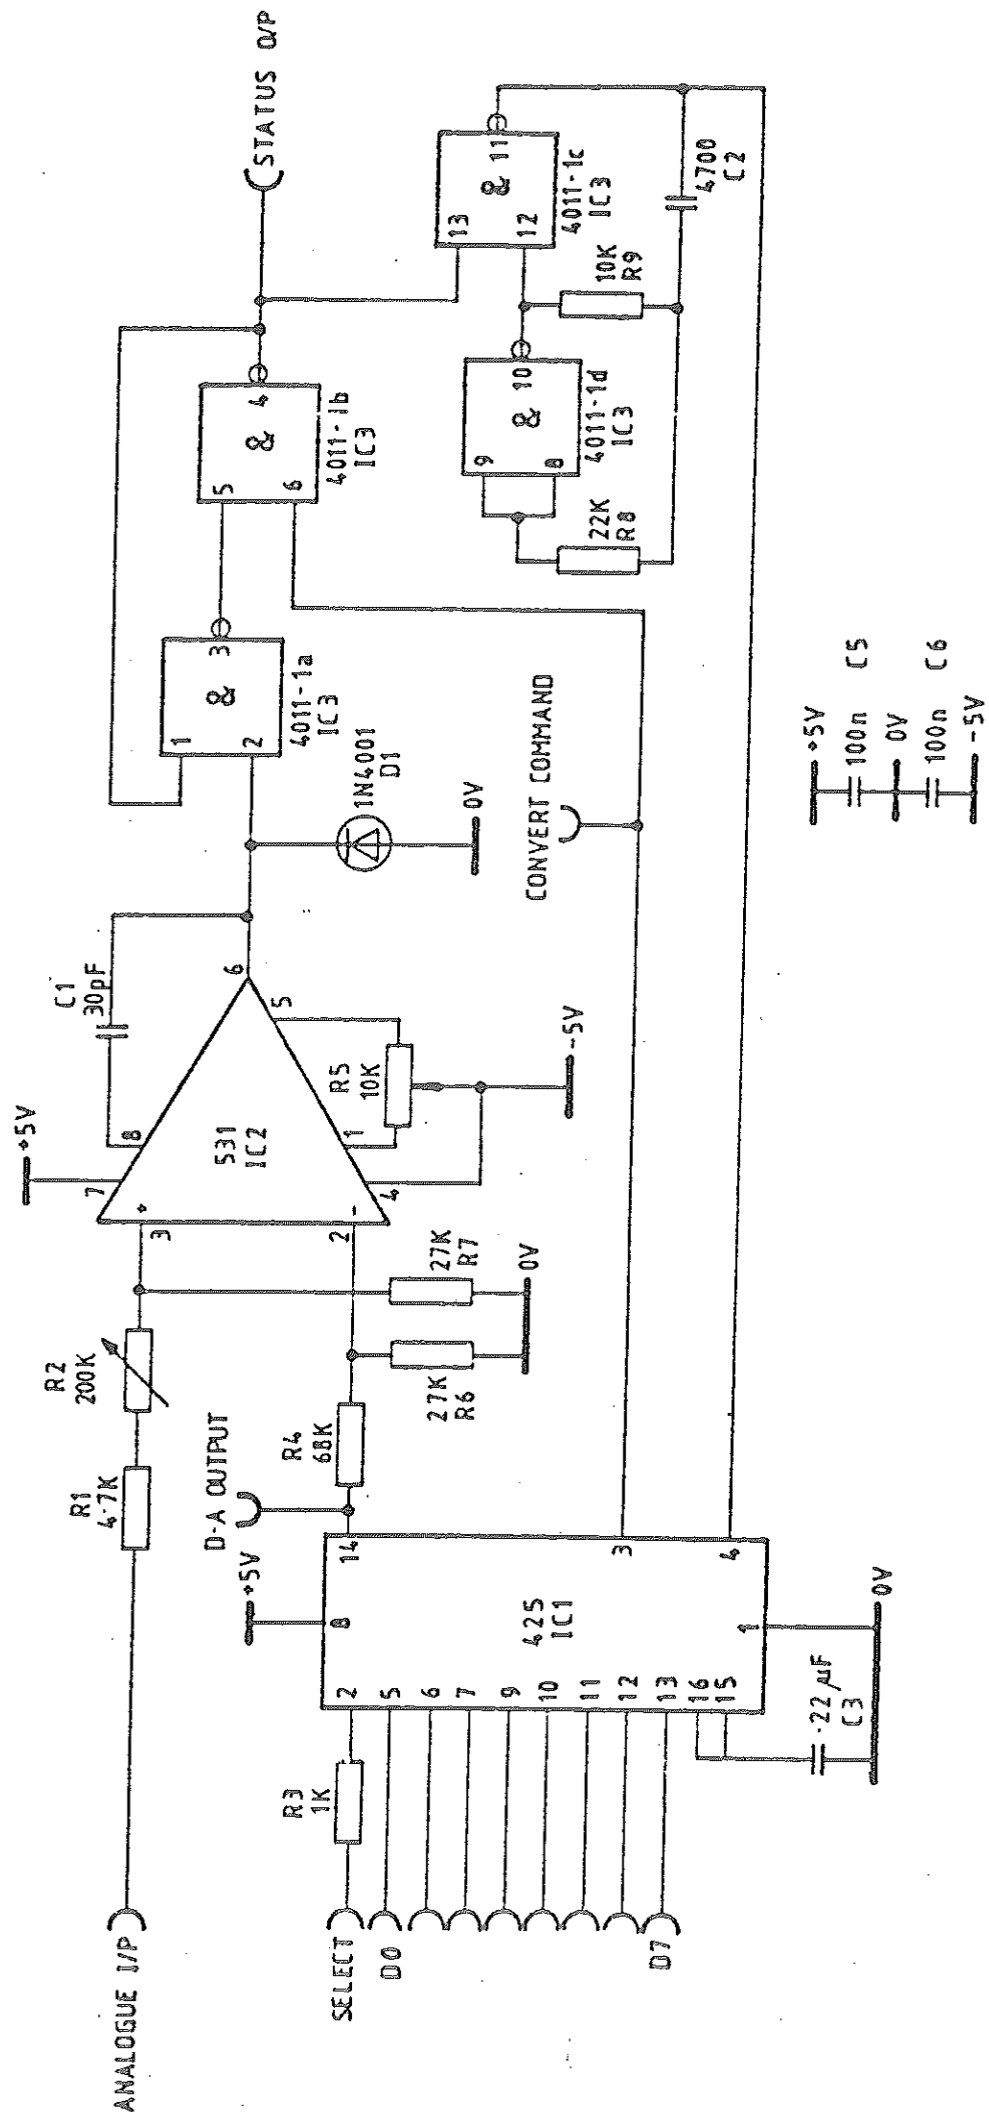 ANALOGUE I/P
R1
4·7K
R2
200K
+5V
7
3
+
8
C1
30pF
531
IC2
6
2
-
4
1
5
R5
10K
-5V
1
2
3
&
4011-1a
IC3
1N4001
D1
0V
5
6
4
&
4011-1b
IC3
STATUS O/P
13
12
11
&
4011-1c
IC3
9
8
10
&
4011-1d
IC3
22K
R8
10K
R9
4700
C2
D-A OUTPUT
R4
68K
27K
R6
27K
R7
0V
CONVERT COMMAND
+5V
8
14
SELECT
R3
1K
2
D0
5
6
7
9
10
11
12
D7
13
16
15
425
IC1
3
4
1
·22µF
C3
0V
+5V
100n C5
0V
100n C6
-5V